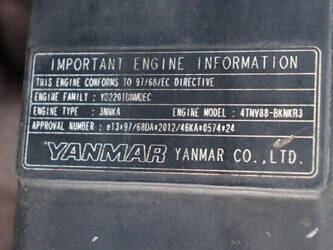 IMPORTANT ENGINE INFORMATION
THIS ENGINE CONFORMS TO 97/68/EC DIRECTIVE
ENGINE FAMILY : YD2201DNMDEC
ENGINE TYPE : 3NNKA ENGINE MODEL : 4TNV88-BKNKR3
APPROVAL NUMBER : e13*97/68DA*2012/46KA*0574*24
YANMAR YANMAR CO.,LTD.